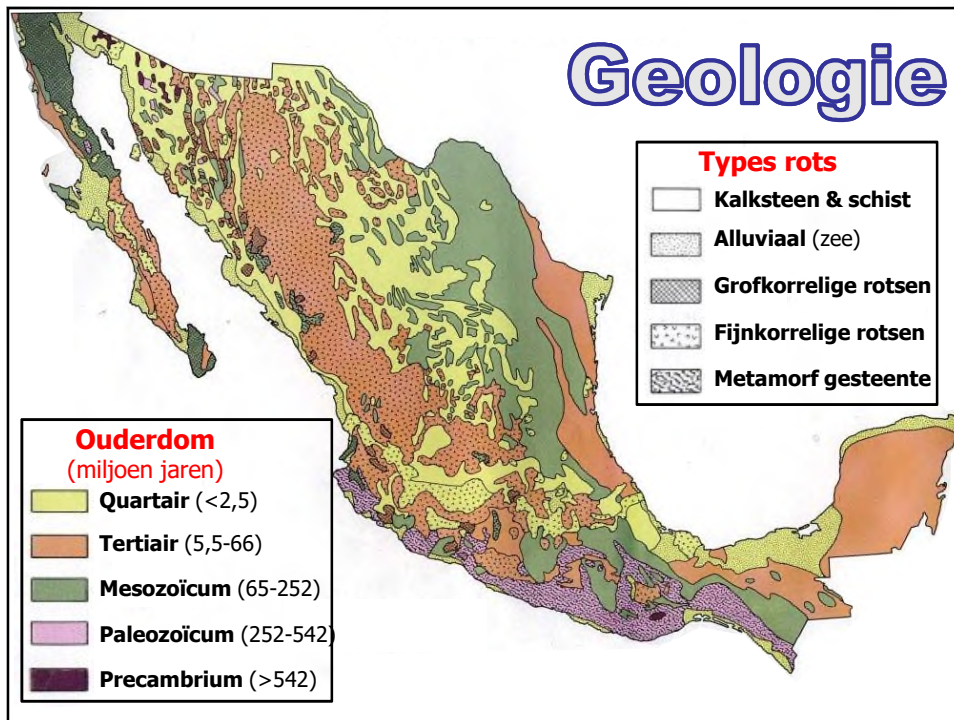 Geologie
Types rots
Kalksteen & schist
Alluviaal (zee)
Grofkorrelige rotsen
Fijnkorrelige rotsen
Metamorf gesteente
Ouderdom
(miljoen jaren)
Quartair (<2,5)
Tertiair (5,5-66)
Mesozoïcum (65-252)
Paleozoïcum (252-542)
Precambrium (>542)